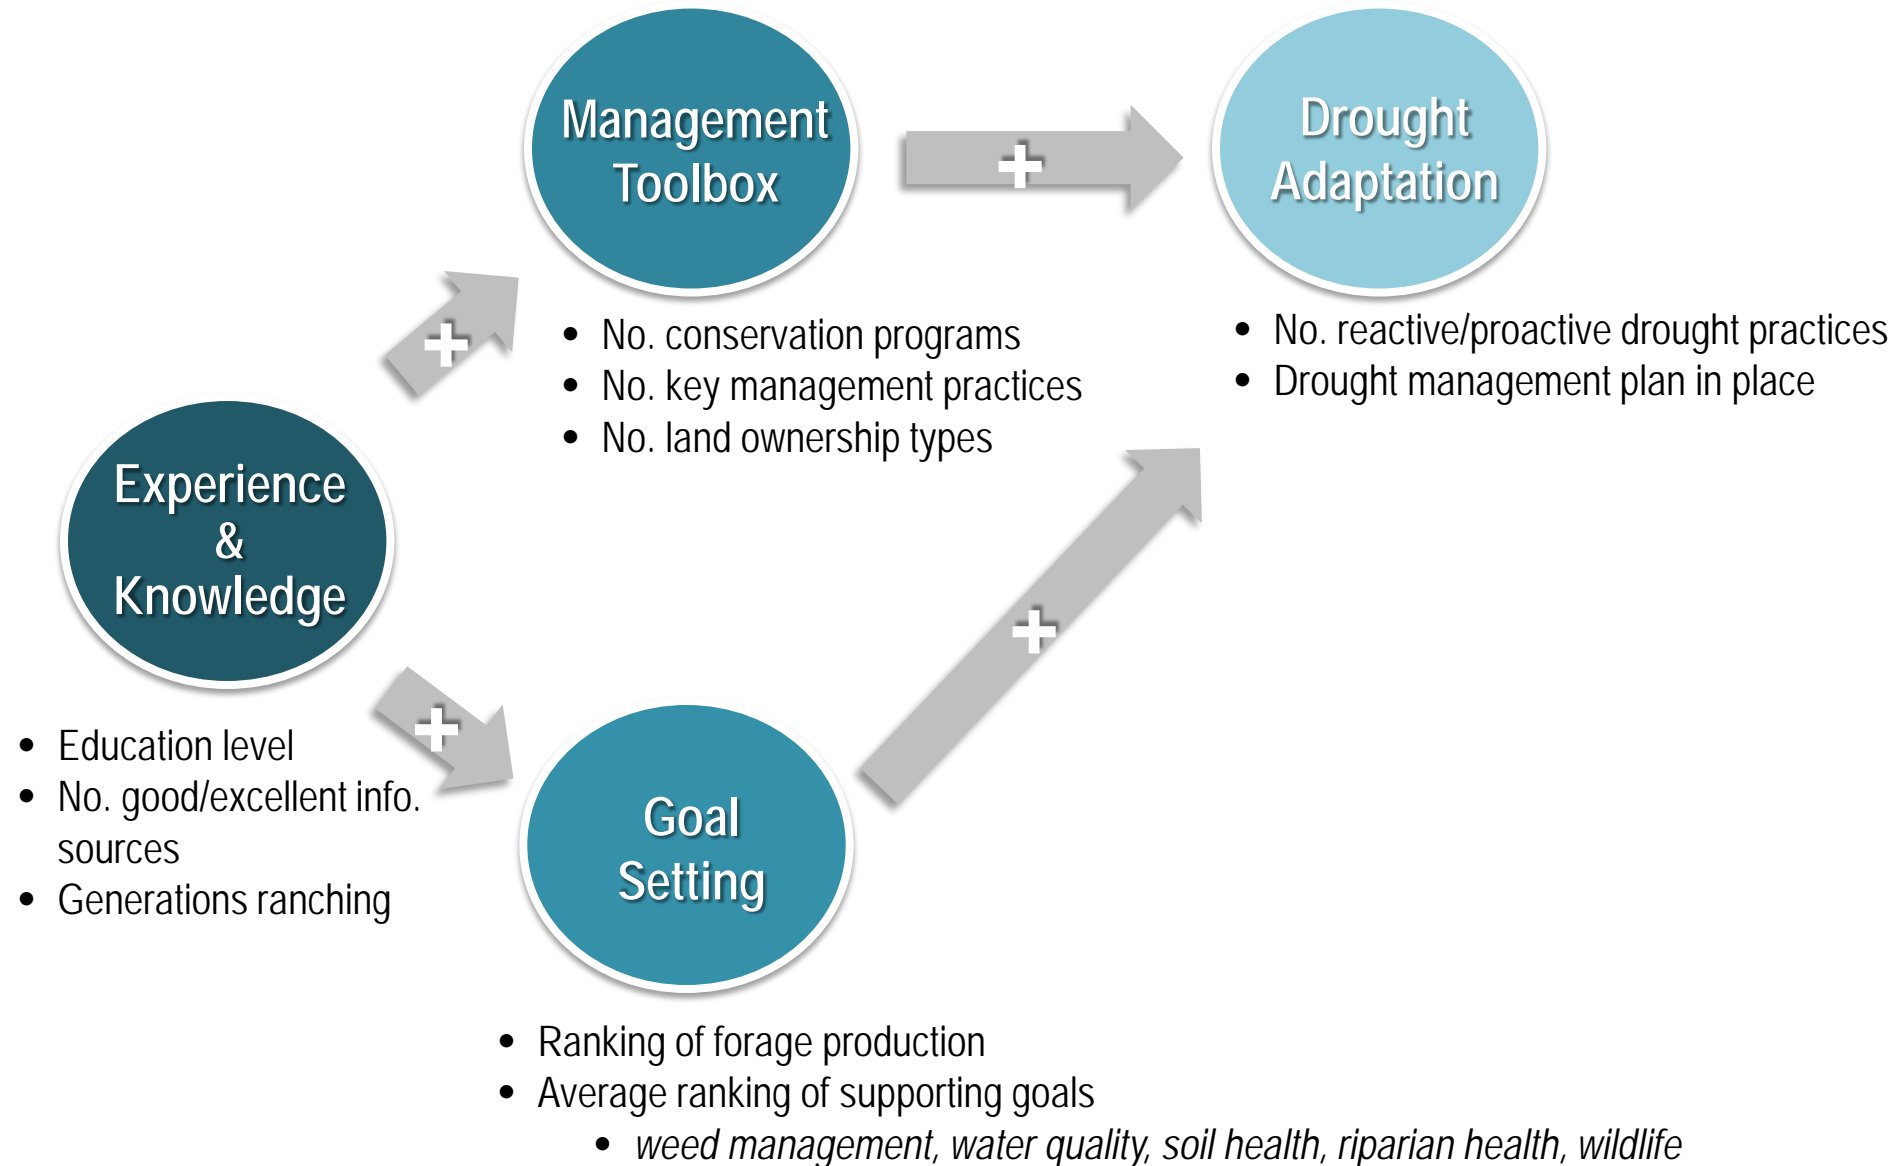 Management
Toolbox
+
Drought
Adaptation
• No. conservation programs
• No. key management practices
• No. land ownership types
• No. reactive/proactive drought practices
• Drought management plan in place
+
Experience
&
Knowledge
+
+
• Education level
• No. good/excellent info.
sources
• Generations ranching
Goal
Setting
• Ranking of forage production
• Average ranking of supporting goals
• weed management, water quality, soil health, riparian health, wildlife